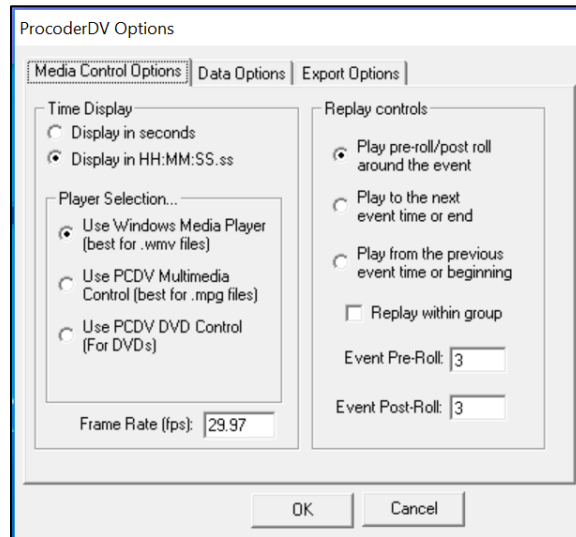 ProcoderDV Options
Media Control Options
Data Options
Export Options
Time Display
Display in seconds
Display in HH:MM:SS.ss
Player Selection...
Use Windows Media Player
(best for .wmv files)
Use PCDV Multimedia
Control (best for .mpg files)
Use PCDV DVD Control
(For DVDs)
Frame Rate (fps): 29.97
Replay controls
Play pre-roll/post roll
around the event
Play to the next
event time or end
Play from the previous
event time or beginning
Replay within group
Event Pre-Roll: 3
Event Post-Roll: 3
OK
Cancel